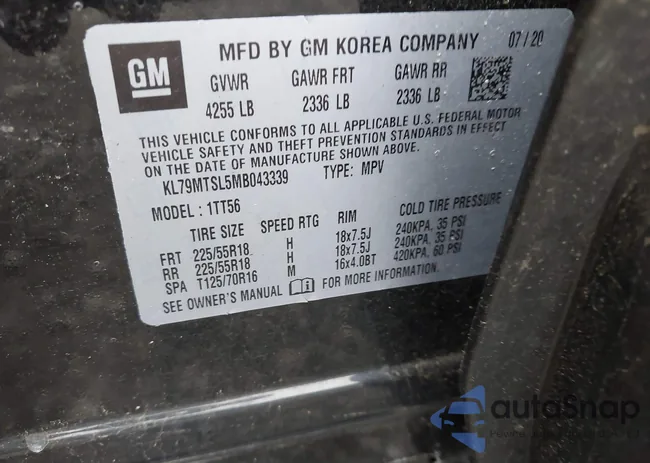 GM
MFD BY GM KOREA COMPANY 07/20
GVWR GAWR FRT GAWR RR
4255 LB 2336 LB 2336 LB
THIS VEHICLE CONFORMS TO ALL APPLICABLE U.S. FEDERAL MOTOR
VEHICLE SAFETY AND THEFT PREVENTION STANDARDS IN EFFECT
ON THE DATE OF MANUFACTURE SHOWN ABOVE.
KL79MTSL5MB043339 TYPE: MPV
MODEL: 1TT56
TIRE SIZE SPEED RTG RIM COLD TIRE PRESSURE
FRT 225/55R18 H 18x7.5J 240KPA, 35 PSI
RR 225/55R18 H 18x7.5J 240KPA, 35 PSI
SPA T125/70R16 M 16x4.0BT 420KPA, 60 PSI
SEE OWNER'S MANUAL FOR MORE INFORMATION.
autoSnap